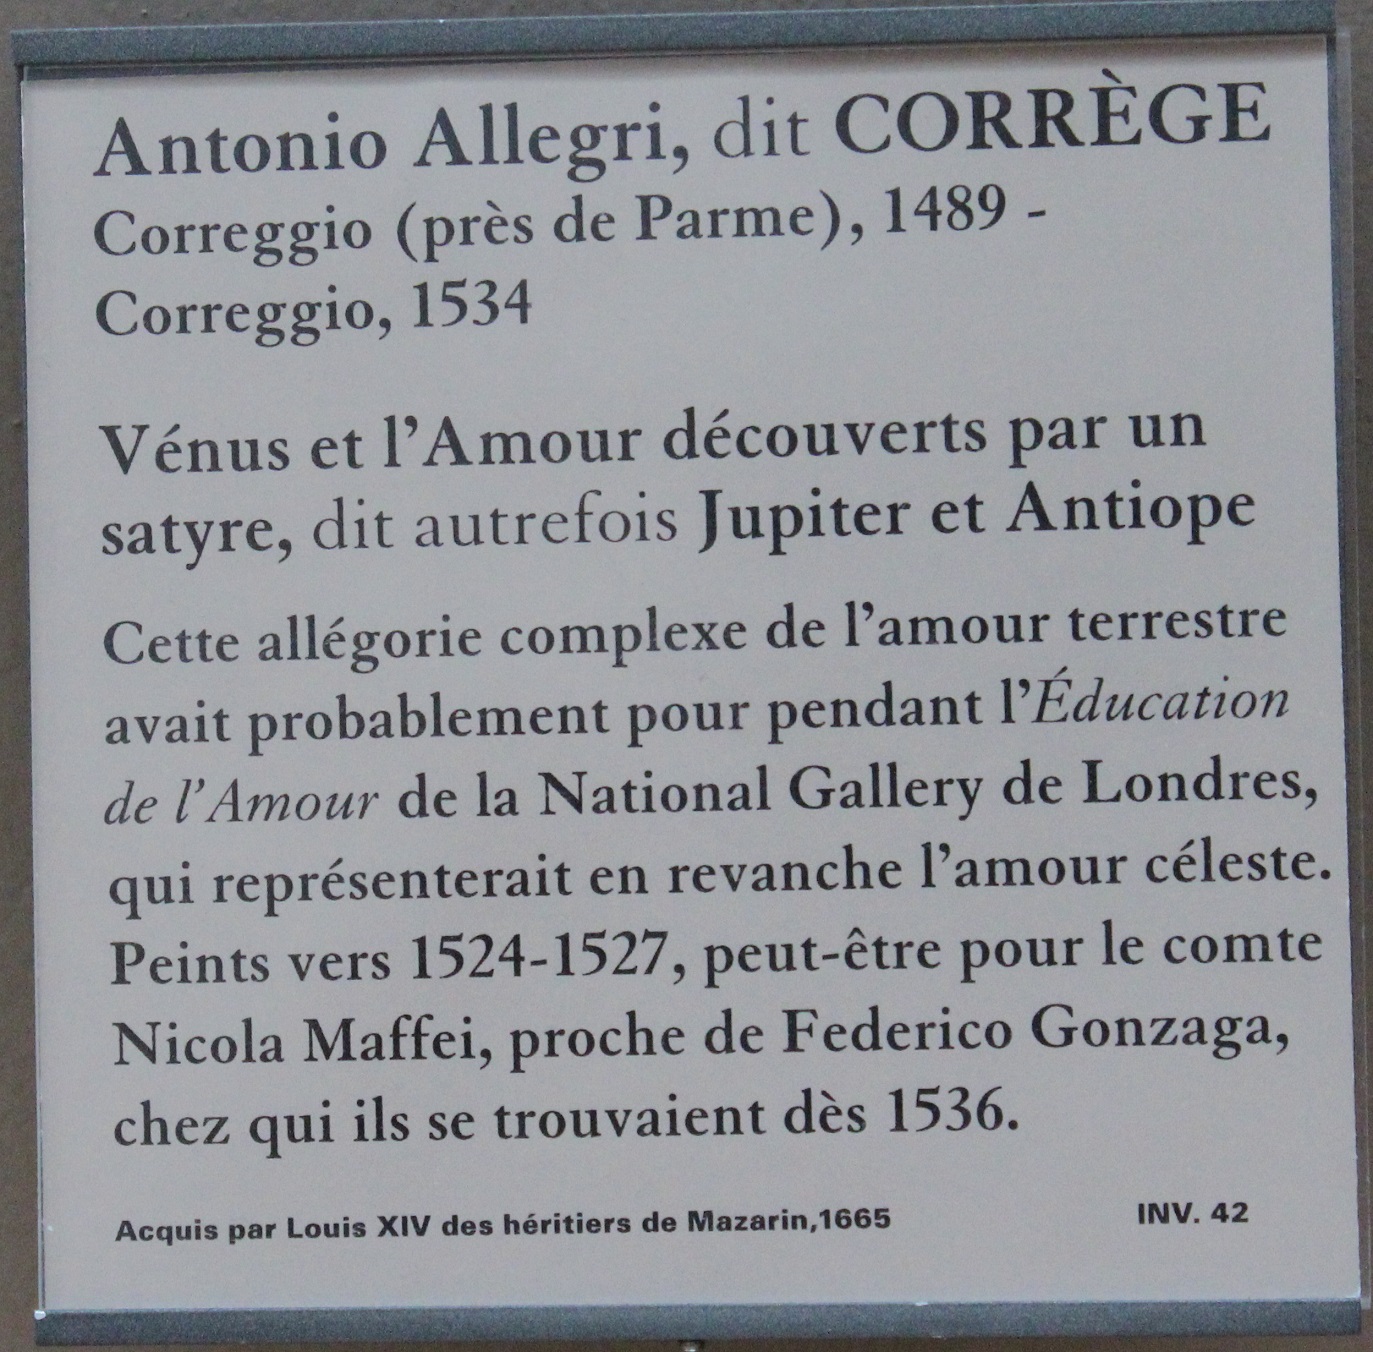 Antonio Allegri, dit CORRÈGE
Correggio (près de Parme), 1489 -
Correggio, 1534
Vénus et l’Amour découverts par un
satyre, dit autrefois Jupiter et Antiope
Cette allégorie complexe de l’amour terrestre
avait probablement pour pendant l’Éducation
de l’Amour de la National Gallery de Londres,
qui représenterait en revanche l’amour céleste.
Peints vers 1524-1527, peut-être pour le comte
Nicola Maffei, proche de Federico Gonzaga,
chez qui ils se trouvaient dès 1536.
Acquis par Louis XIV des héritiers de Mazarin,1665 INV. 42